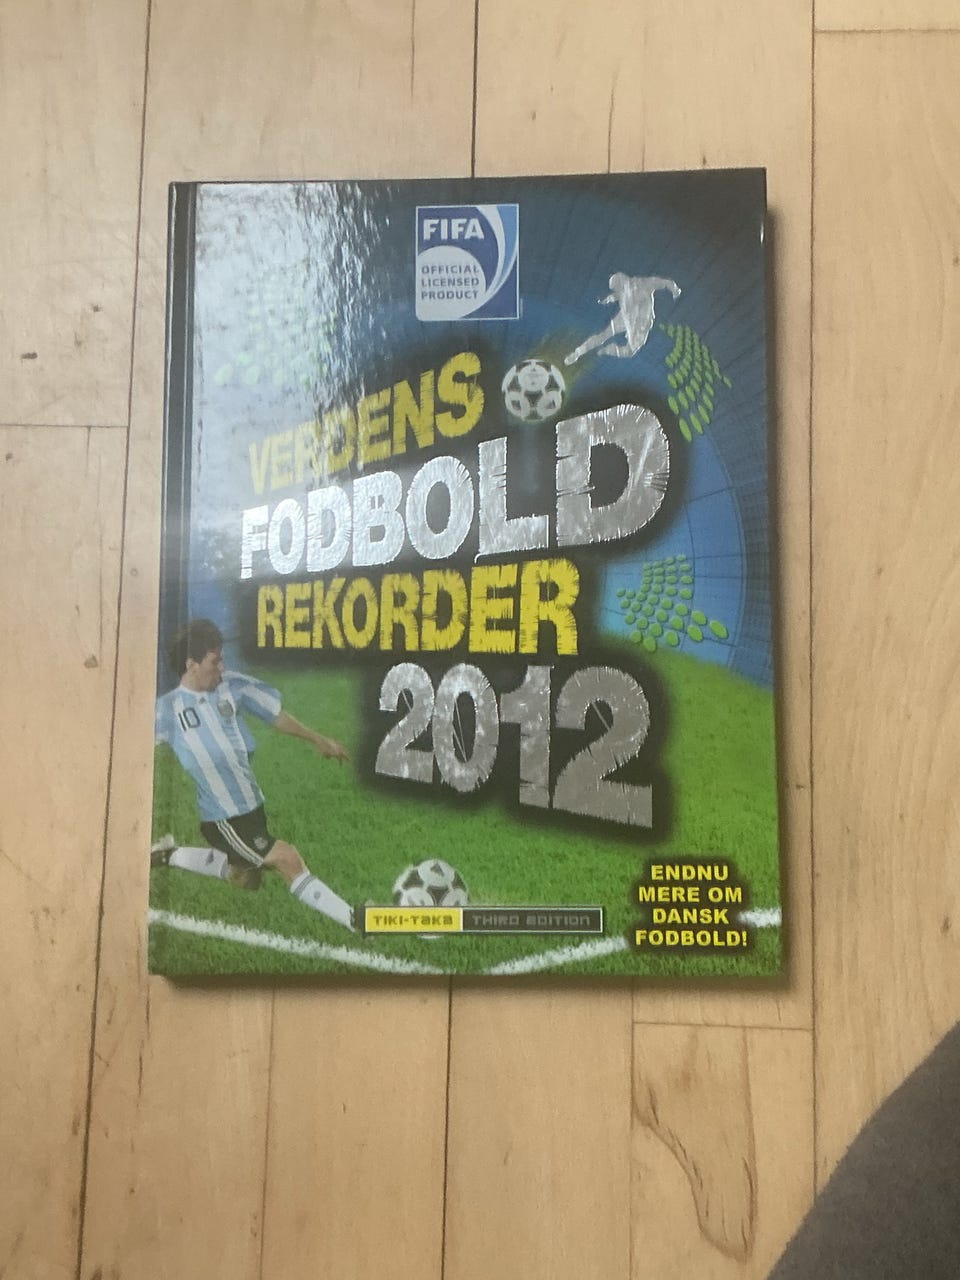 FIFA
OFFICIAL
LICENSED
PRODUCT
VERDENS
FODBOLD
REKORDER
2012
10
TIKI-TAKA THIRD EDITION
ENDNU
MERE OM
DANSK
FODBOLD!